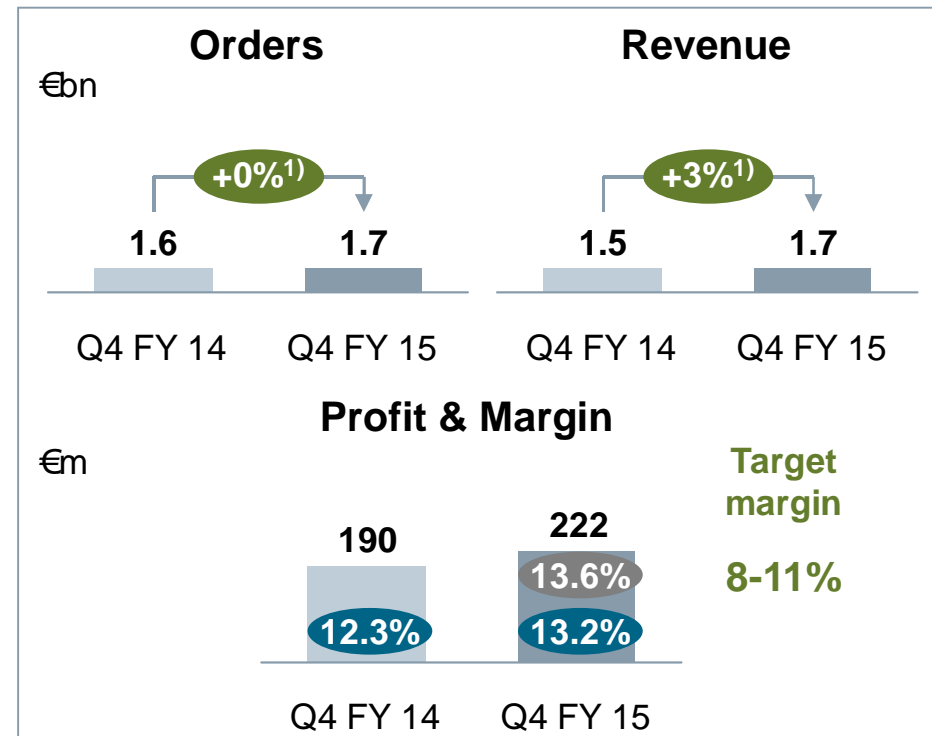 Orders Revenue
€bn
+0%1) +3%1)
1.6 1.7 1.5 1.7
Q4 FY 14 Q4 FY 15 Q4 FY 14 Q4 FY 15
Profit & Margin
€m
Target
margin
190 222
13.6% 8-11%
12.3% 13.2%
Q4 FY 14 Q4 FY 15